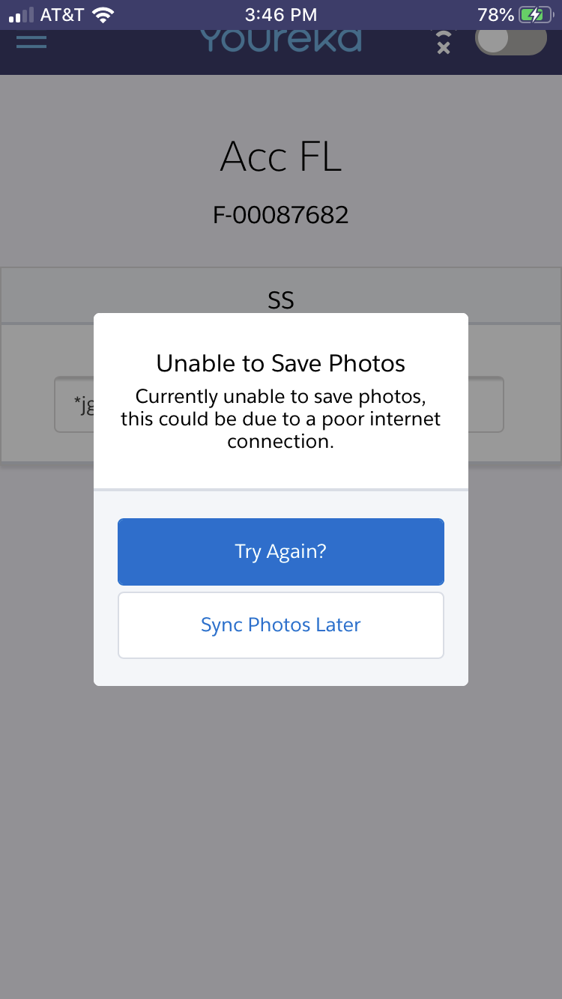 AT&T 3:46 PM 78%
Youreka
Acc FL
F-00087682
SS
*jg
Unable to Save Photos
Currently unable to save photos,
this could be due to a poor internet
connection.
Try Again?
Sync Photos Later